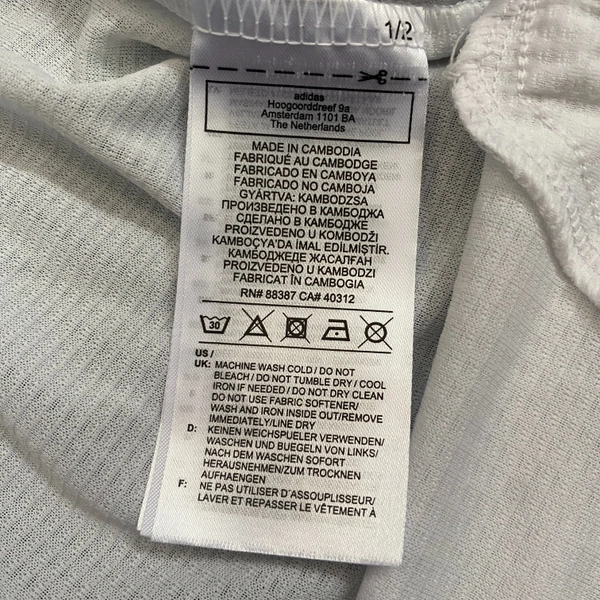 1/2
adidas
Hoogoorddreef 9a
Amsterdam 1101 BA
The Netherlands
MADE IN CAMBODIA
FABRIQUÉ AU CAMBODGE
FABRICADO EN CAMBOYA
FABRICADO NO CAMBOJA
GYÁRTVA: KAMBODZSA
ПРОИЗВЕДЕНО В КАМБОДЖА
СДЕЛАНО В КАМБОДЖЕ
PROIZVEDENO U KOMBODŽI
KAMBOÇYA'DA İMAL EDİLMİŞTİR.
КАМБОДЖЕДЕ ЖАСАЛҒАН
PROIZVEDENO U KAMBODZI
FABRICAT ÎN CAMBOGIA
RN# 88387 CA# 40312
30
US /
UK: MACHINE WASH COLD / DO NOT
BLEACH / DO NOT TUMBLE DRY / COOL
IRON IF NEEDED / DO NOT DRY CLEAN
DO NOT USE FABRIC SOFTENER/
WASH AND IRON INSIDE OUT/REMOVE
IMMEDIATELY/LINE DRY
D: KEINEN WEICHSPUELER VERWENDEN/
WASCHEN UND BUEGELN VON LINKS/
NACH DEM WASCHEN SOFORT
HERAUSNEHMEN/ZUM TROCKNEN
AUFHAENGEN
F: NE PAS UTILISER D´ASSOUPLISSEUR/
LAVER ET REPASSER LE VÊTEMENT À